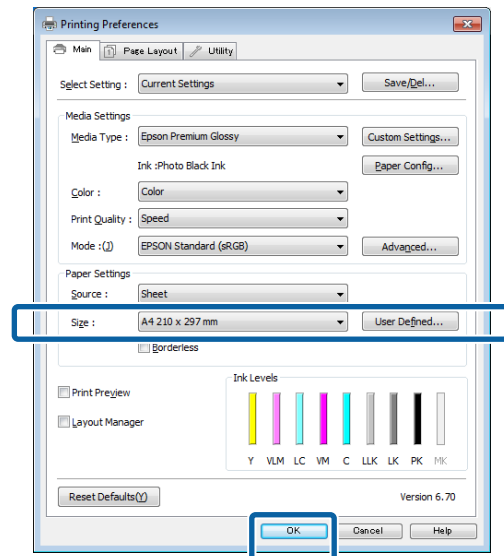 Printing Preferences
Main Page Layout Utility
Select Setting : Current Settings Save/Del...
Media Settings
Media Type : Epson Premium Glossy Custom Settings...
Ink :Photo Black Ink Paper Config...
Color : Color
Print Quality : Speed
Mode :(J) EPSON Standard (sRGB) Advanced...
Paper Settings
Source : Sheet
Size : A4 210 x 297 mm User Defined...
Borderless
Ink Levels
Print Preview
Layout Manager
Y VLM LC VM C LLK LK PK MK
Reset Defaults(Y) Version 6.70
OK Cancel Help